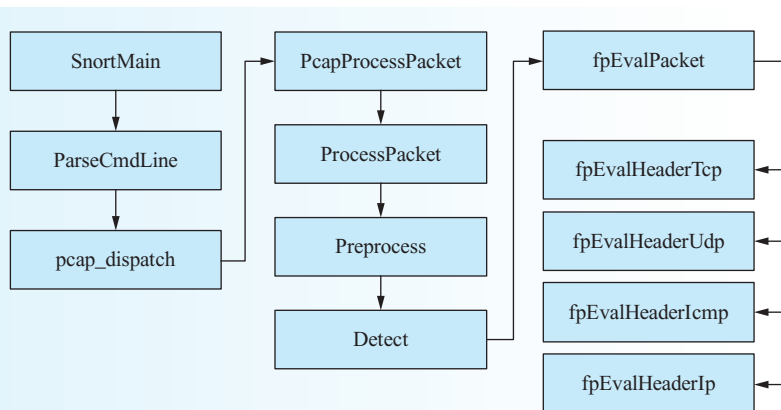 SnortMain
ParseCmdLine
pcap_dispatch
PcapProcessPacket
ProcessPacket
Preprocess
Detect
fpEvalPacket
fpEvalHeaderTcp
fpEvalHeaderUdp
fpEvalHeaderIcmp
fpEvalHeaderIp